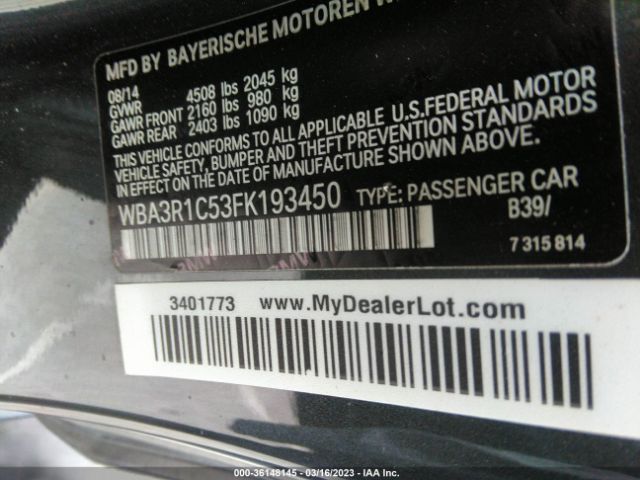 MFD BY BAYERISCHE MOTOREN
08/14
GVWR 4508 lbs 2045 kg
GAWR FRONT 2160 lbs 980 kg
GAWR REAR 2403 lbs 1090 kg
THIS VEHICLE CONFORMS TO ALL APPLICABLE U.S.FEDERAL MOTOR
VEHICLE SAFETY, BUMPER AND THEFT PREVENTION STANDARDS
IN EFFECT ON THE DATE OF MANUFACTURE SHOWN ABOVE.
WBA3R1C53FK193450 TYPE: PASSENGER CAR
B39/
7 315 814
3401773 www.MyDealerLot.com
000-36148145 - 03/16/2023 - IAA Inc.